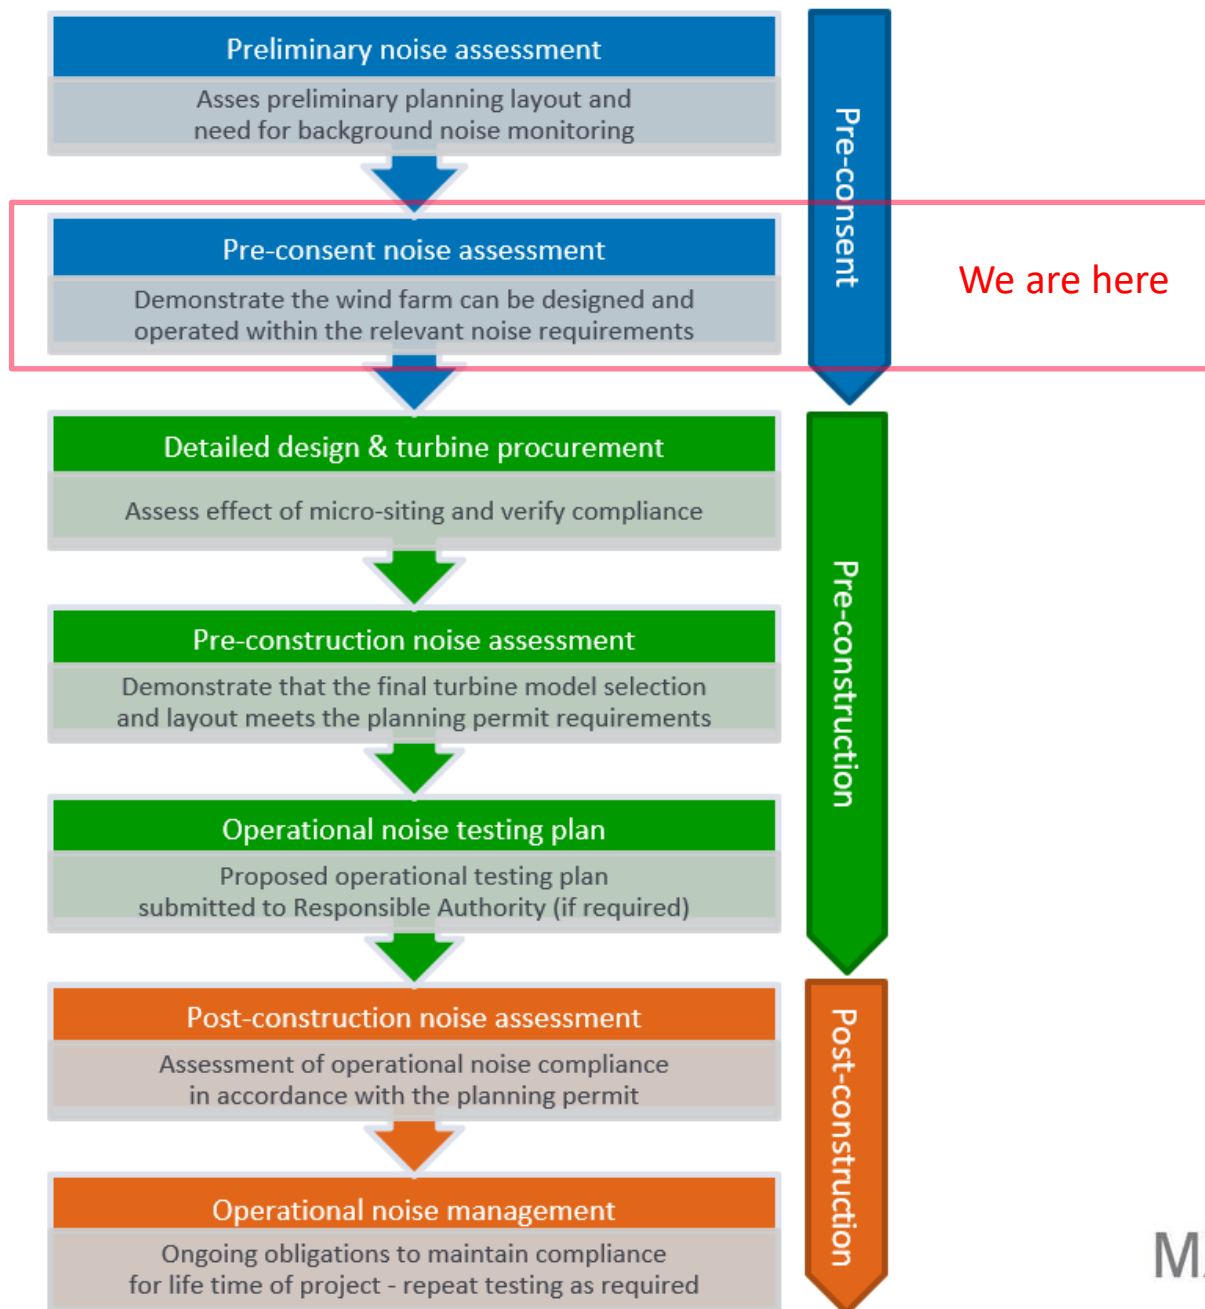 Preliminary noise assessment
Asses preliminary planning layout and
need for background noise monitoring
Pre-consent noise assessment
Demonstrate the wind farm can be designed and
operated within the relevant noise requirements
Pre-consent
We are here
Detailed design & turbine procurement
Assess effect of micro-siting and verify compliance
Pre-construction noise assessment
Demonstrate that the final turbine model selection
and layout meets the planning permit requirements
Operational noise testing plan
Proposed operational testing plan
submitted to Responsible Authority (if required)
Pre-construction
Post-construction noise assessment
Assessment of operational noise compliance
in accordance with the planning permit
Operational noise management
Ongoing obligations to maintain compliance
for life time of project - repeat testing as required
Post-construction